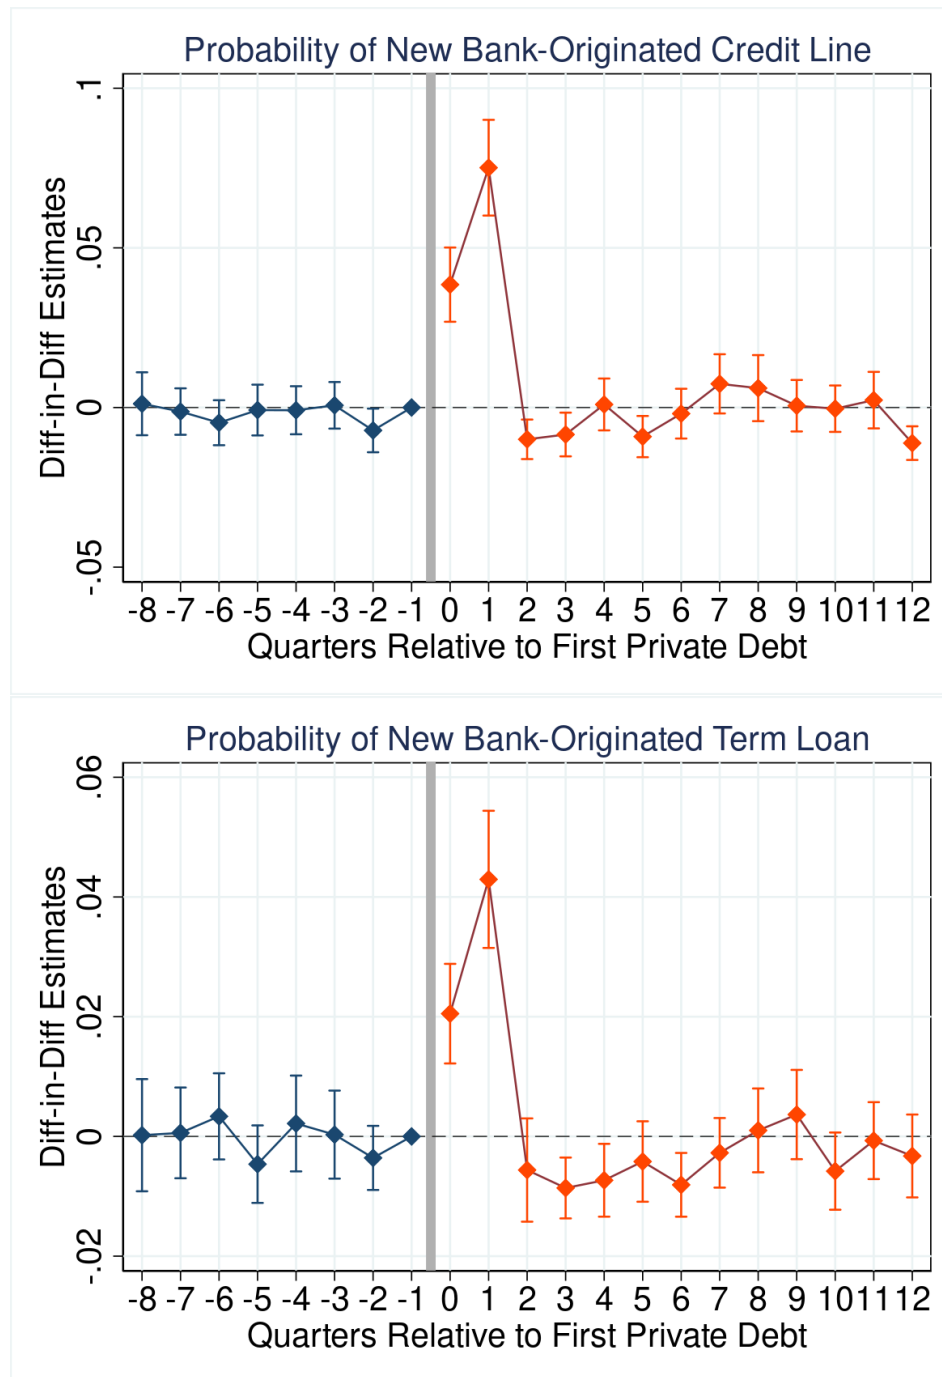 Probability of New Bank-Originated Credit Line
Diff-in-Diff Estimates
.1
.05
0
-.05
-8 -7 -6 -5 -4 -3 -2 -1 0 1 2 3 4 5 6 7 8 9 10 11 12
Quarters Relative to First Private Debt
Probability of New Bank-Originated Term Loan
Diff-in-Diff Estimates
.06
.04
.02
0
-.02
-8 -7 -6 -5 -4 -3 -2 -1 0 1 2 3 4 5 6 7 8 9 10 11 12
Quarters Relative to First Private Debt